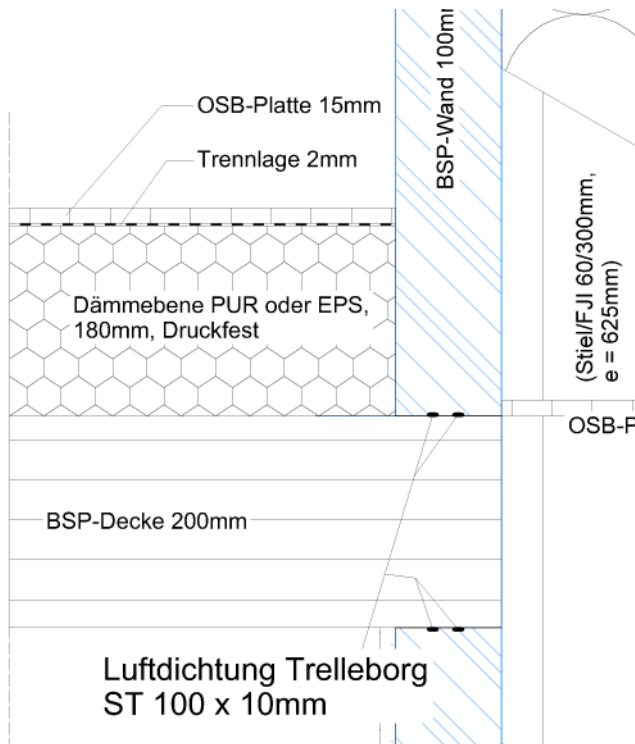 OSB-Platte 15mm
Trennlage 2mm
BSP-Wand 100mm
(Stiel/FJI 60/300mm,
e = 625mm)
Dämmebene PUR oder EPS,
180mm, Druckfest
OSB-P
BSP-Decke 200mm
Luftdichtung Trelleborg
ST 100 x 10mm